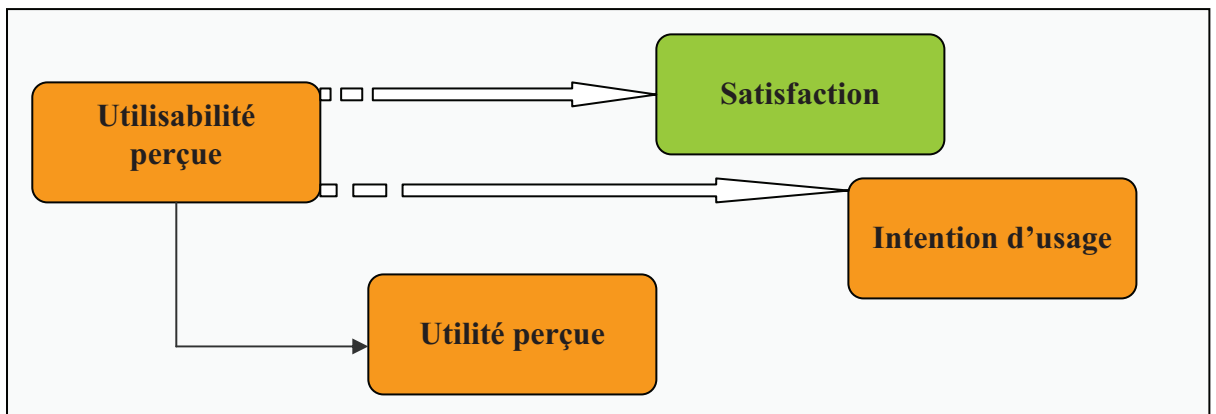 Utilisabilité
perçue
Satisfaction
Intention d’usage
Utilité perçue